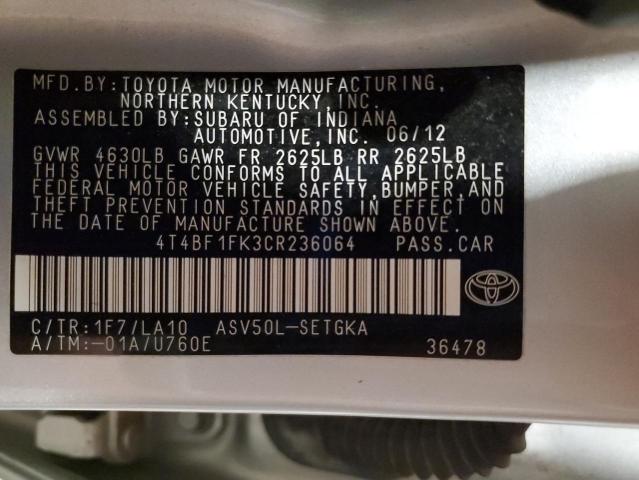 MFD. BY: TOYOTA MOTOR MANUFACTURING,
NORTHERN KENTUCKY, INC.
ASSEMBLED BY: SUBARU OF INDIANA
AUTOMOTIVE, INC. 06/12
GVWR 4630LB GAWR FR 2625LB RR 2625LB
THIS VEHICLE CONFORMS TO ALL APPLICABLE
FEDERAL MOTOR VEHICLE SAFETY, BUMPER, AND
THEFT PREVENTION STANDARDS IN EFFECT ON
THE DATE OF MANUFACTURE SHOWN ABOVE.
4T4BF1FK3CR236064 PASS.CAR
C/TR:1F7/LA10 ASV50L-SETGKA
A/TM:-01A/U760E 36478